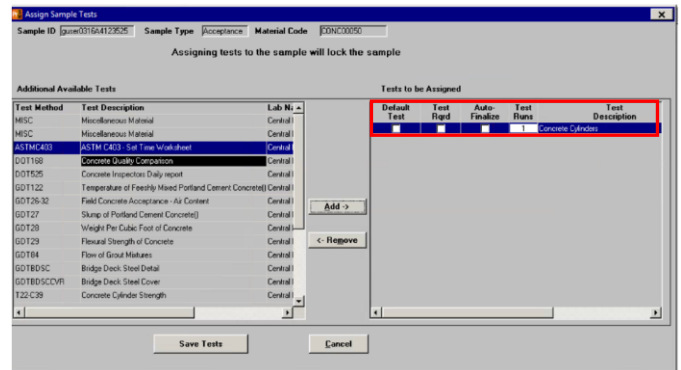 Assign Sample Tests
Sample ID guser0316A4123525 Sample Type Acceptance Material Code CONC00050
Assigning tests to the sample will lock the sample
Additional Available Tests
Test Method Test Description Lab Na
MISC Miscellaneous Material Central
MISC Miscellaneous Material Central
ASTMC403 ASTM C403 - Set Time Worksheet Central
DOT168 Concrete Quality Comparison Central
DOT525 Concrete Inspectors Daily report Central
GDT122 Temperature of Freshly Mixed Portland Cement Concrete() Central
GDT26-32 Field Concrete Acceptance - Air Content Central
GDT27 Slump of Portland Cement Concrete() Central
GDT28 Weight Per Cubic Foot of Concrete Central
GDT29 Flexural Strength of Concrete Central
GDT84 Flow of Grout Mixtures Central
GDTBDSC Bridge Deck Steel Detail Central
GDTBDSCCVR Bridge Deck Steel Cover Central
T22-C39 Concrete Cylinder Strength Central
Add ->
<- Remove
Tests to be Assigned
Default Test Test Rqrd Auto-Finalize Test Runs Test Description
1 Concrete Cylinders
Save Tests Cancel